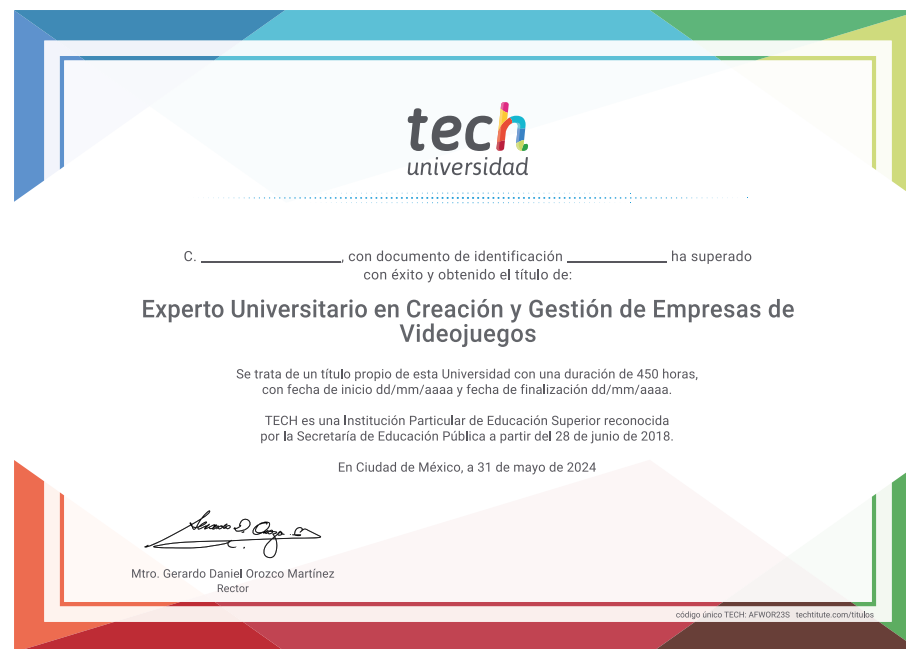 tech
universidad
C. ____________________, con documento de identificación ______________ ha superado
con éxito y obtenido el título de:
Experto Universitario en Creación y Gestión de Empresas de
Videojuegos
Se trata de un título propio de esta Universidad con una duración de 450 horas,
con fecha de inicio dd/mm/aaaa y fecha de finalización dd/mm/aaaa.
TECH es una Institución Particular de Educación Superior reconocida
por la Secretaría de Educación Pública a partir del 28 de junio de 2018.
En Ciudad de México, a 31 de mayo de 2024
Mtro. Gerardo Daniel Orozco Martínez
Rector
código único TECH: AFWOR23S techtitute.com/titulos